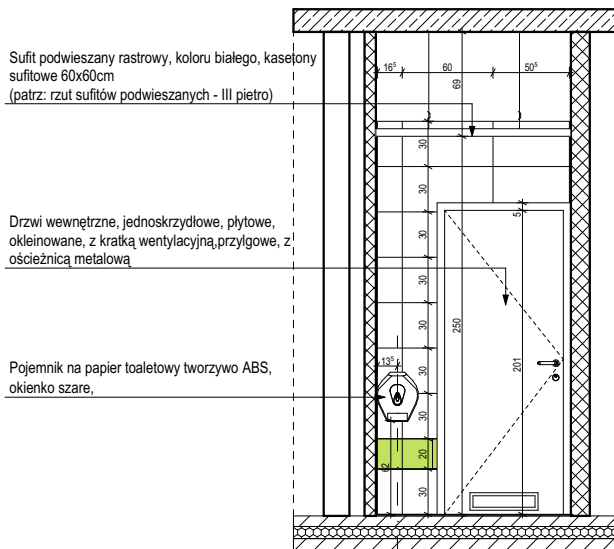 Sufit podwieszany rastrowy, koloru białego, kasetony
sufitowe 60x60cm
(patrz: rzut sufitów podwieszanych - III pietro)
16⁵ 60 50⁵
69
30
30
5
Drzwi wewnętrzne, jednoskrzydłowe, płytowe,
okleinowane, z kratką wentylacyjną,przylgowe, z
ościeżnicą metalową
30
30
30
250
201
Pojemnik na papier toaletowy tworzywo ABS,
okienko szare,
13⁵
30
30
20
62
30